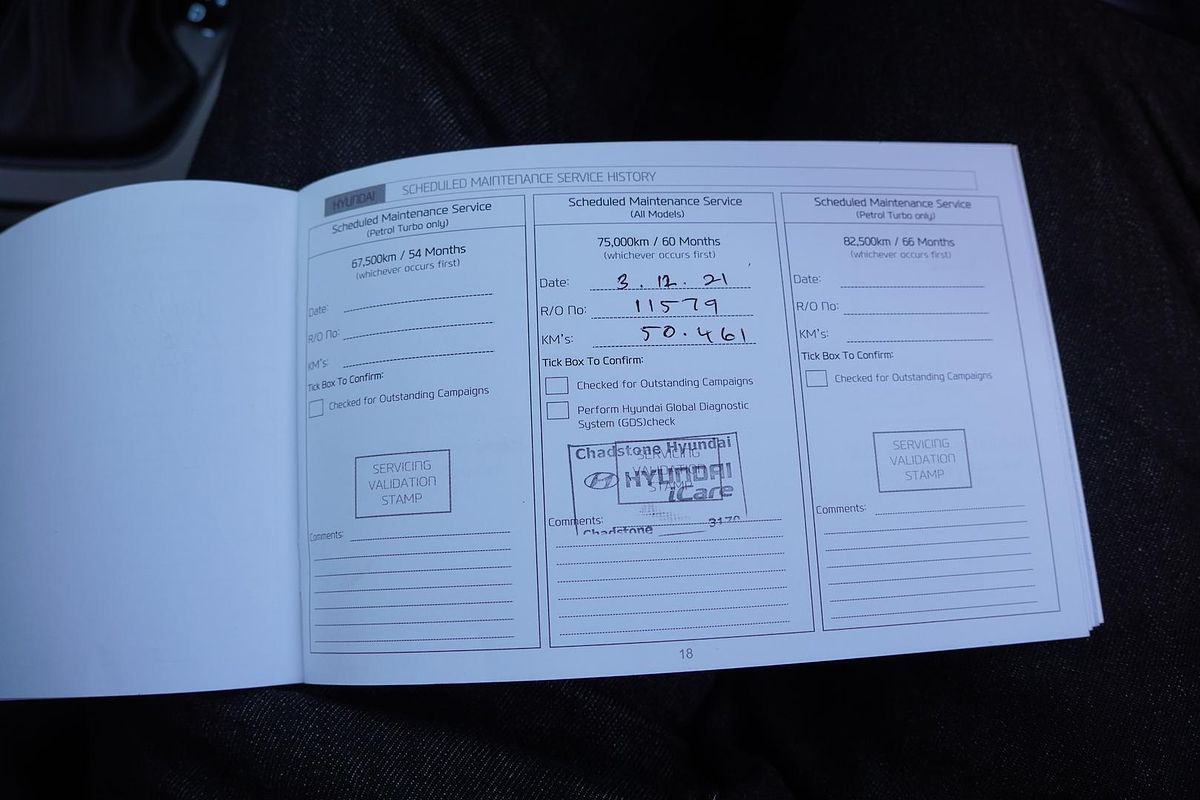 HYUNDAI SCHEDULED MAINTENANCE SERVICE HISTORY
Scheduled Maintenance Service
(Petrol Turbo only)
67,500km / 54 Months
(whichever occurs first)
Date:
R/O No:
KM's:
Tick Box To Confirm:
Checked for Outstanding Campaigns
SERVICING
VALIDATION
STAMP
Comments:
Scheduled Maintenance Service
(All Models)
75,000km / 60 Months
(whichever occurs first)
Date: 3.12.21
R/O No: 11579
KM's: 50.461
Tick Box To Confirm:
Checked for Outstanding Campaigns
Perform Hyundai Global Diagnostic
System (GDS)check
SERVICING
VALIDATION
STAMP
Chadstone Hyundai
HYUNDAI
iCare
Chadstone
Comments:
Scheduled Maintenance Service
(Petrol Turbo only)
82,500km / 66 Months
(whichever occurs first)
Date:
R/O No:
KM's:
Tick Box To Confirm:
Checked for Outstanding Campaigns
SERVICING
VALIDATION
STAMP
Comments:
18